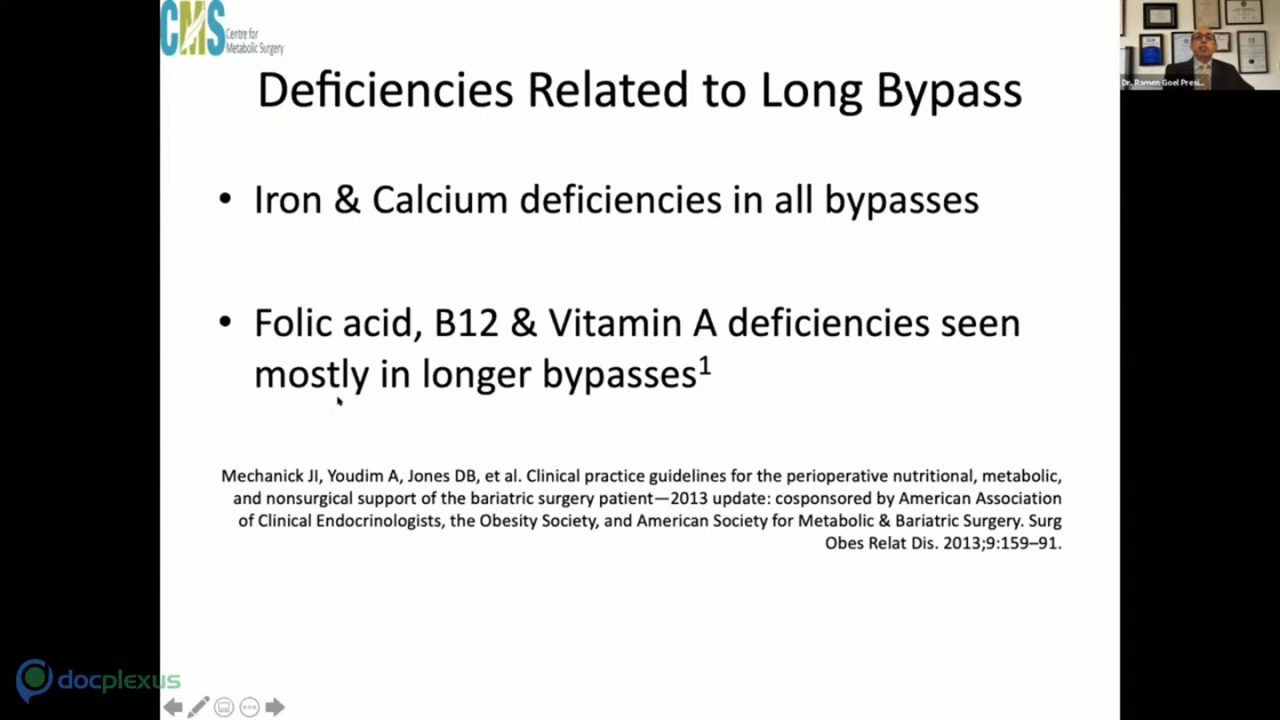 CMS Centre for
Metabolic Surgery
Dr. Ramen Goel Presi...
Deficiencies Related to Long Bypass
• Iron & Calcium deficiencies in all bypasses
• Folic acid, B12 & Vitamin A deficiencies seen
mostly in longer bypasses¹
Mechanick JI, Youdim A, Jones DB, et al. Clinical practice guidelines for the perioperative nutritional, metabolic,
and nonsurgical support of the bariatric surgery patient—2013 update: cosponsored by American Association
of Clinical Endocrinologists, the Obesity Society, and American Society for Metabolic & Bariatric Surgery. Surg
Obes Relat Dis. 2013;9:159–91.
docplexus